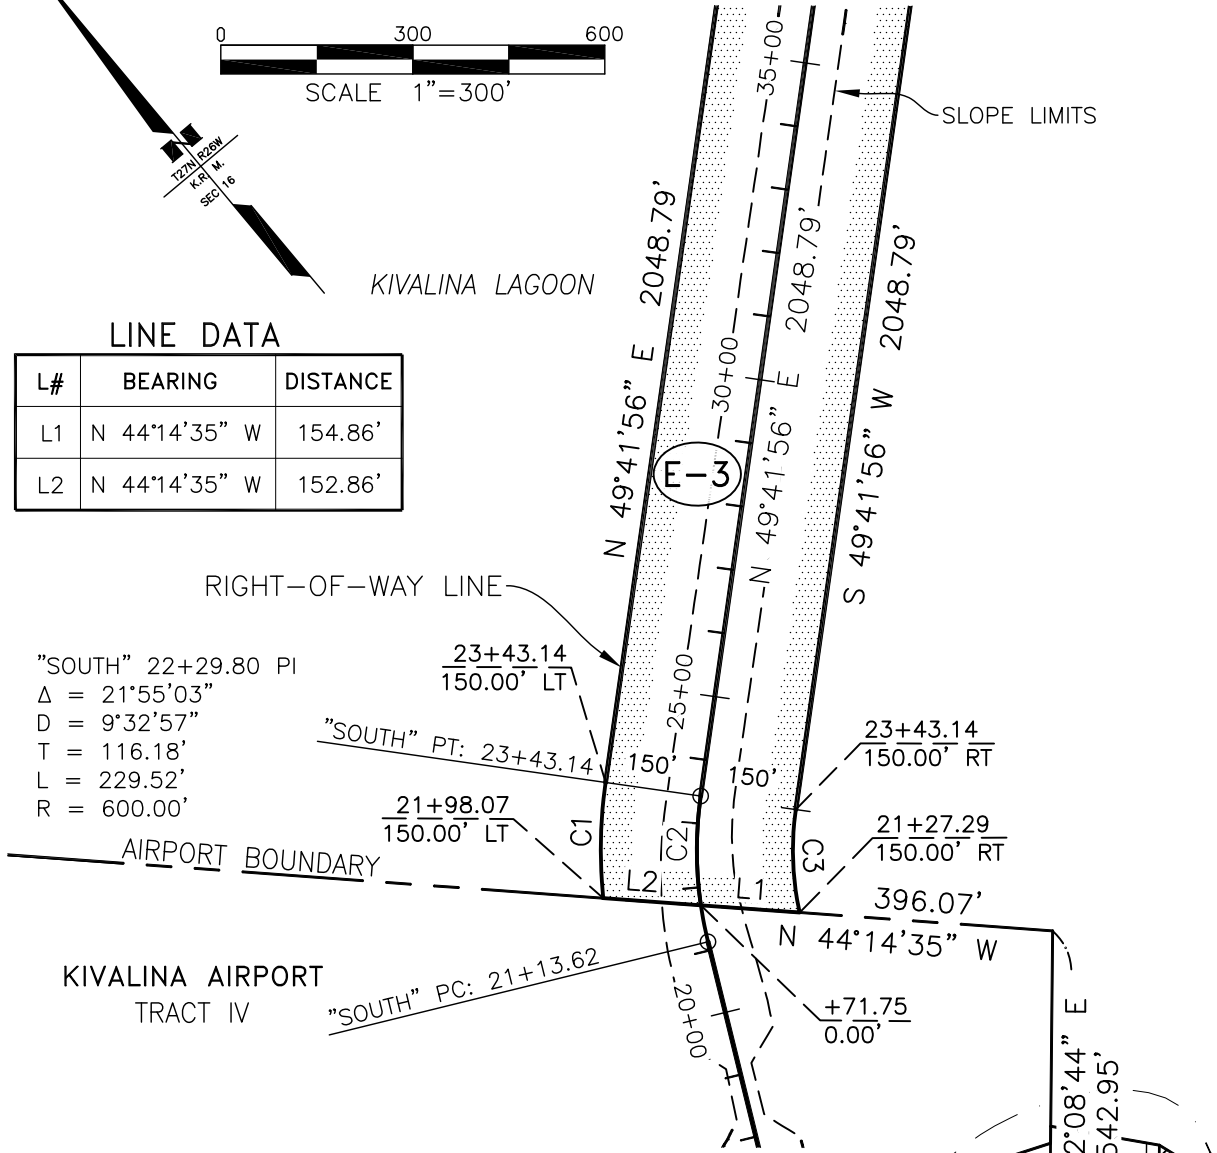 0 300 600
SCALE 1"=300'
T27N R26W
K.R. M.
SEC 16
KIVALINA LAGOON
LINE DATA
L# BEARING DISTANCE
L1 N 44°14'35" W 154.86'
L2 N 44°14'35" W 152.86'
SLOPE LIMITS
35+00
30+00
25+00
20+00
N 49°41'56" E 2048.79'
N 49°41'56" E 2048.79'
S 49°41'56" W 2048.79'
E-3
RIGHT-OF-WAY LINE
"SOUTH" 22+29.80 PI
Δ = 21°55'03"
D = 9°32'57"
T = 116.18'
L = 229.52'
R = 600.00'
23+43.14
150.00' LT
"SOUTH" PT: 23+43.14
150' 150'
23+43.14
150.00' RT
21+98.07
150.00' LT
21+27.29
150.00' RT
C1
C2
C3
L2 L1
AIRPORT BOUNDARY
396.07'
N 44°14'35" W
KIVALINA AIRPORT
TRACT IV
"SOUTH" PC: 21+13.62
+71.75
0.00'
2°08'44" E
542.95'